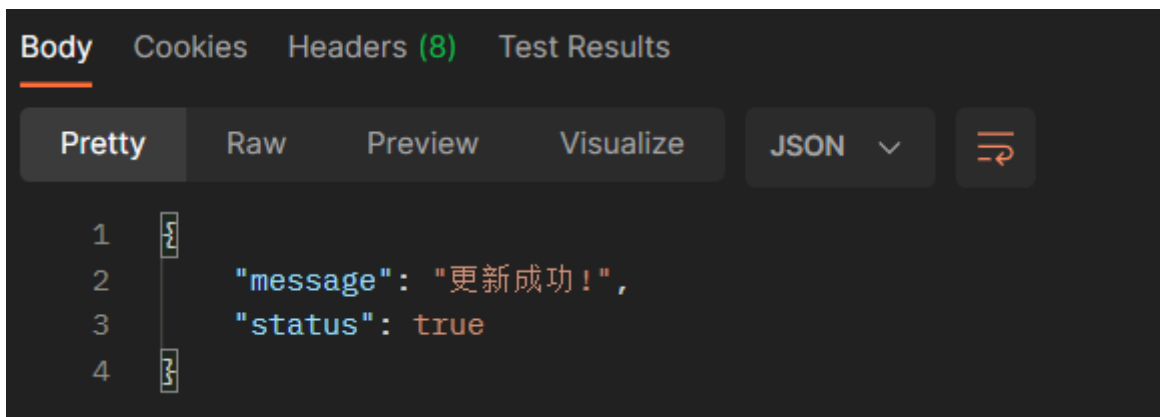 Body Cookies Headers (8) Test Results
Pretty Raw Preview Visualize JSON
1 {
2 "message": "更新成功!",
3 "status": true
4 }